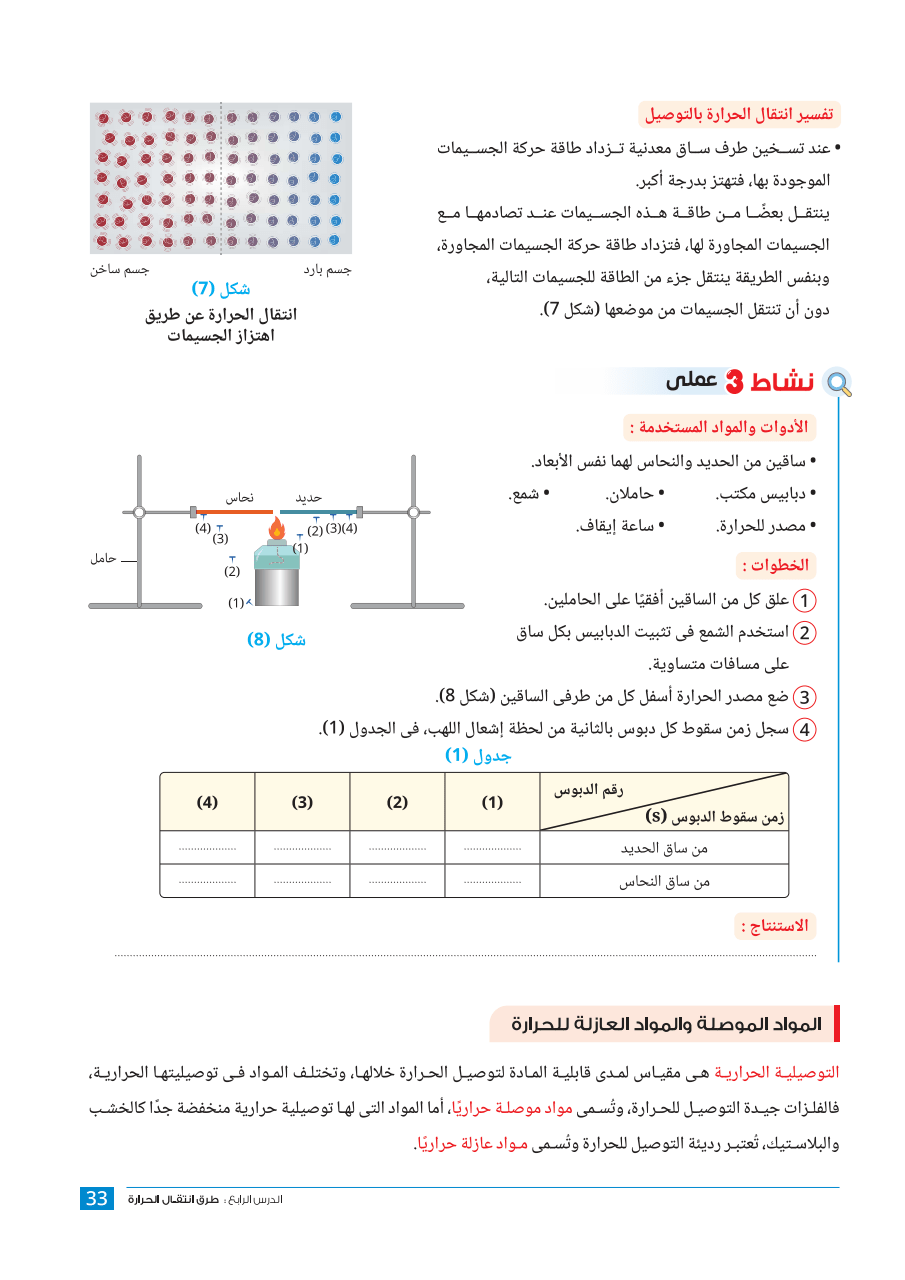 تفسير انتقال الحرارة بالتوصيل
• عند تسخين طرف ساق معدنية تزداد طاقة حركة الجسيمات
الموجودة بها، فتهتز بدرجة أكبر.
ينتقل بعضًا من طاقة هذه الجسيمات عند تصادمها مع
الجسيمات المجاورة لها، فتزداد طاقة حركة الجسيمات المجاورة،
وبنفس الطريقة ينتقل جزء من الطاقة للجسيمات التالية،
دون أن تنتقل الجسيمات من موضعها (شكل 7).
جسم بارد
جسم ساخن
شكل (7)
انتقال الحرارة عن طريق
اهتزاز الجسيمات
نشاط 3 عملى
الأدوات والمواد المستخدمة :
• ساقين من الحديد والنحاس لهما نفس الأبعاد.
• دبابيس مكتب. • حاملان. • شمع.
• مصدر للحرارة. • ساعة إيقاف.
الخطوات :
1 علق كل من الساقين أفقيًا على الحاملين.
2 استخدم الشمع فى تثبيت الدبابيس بكل ساق
على مسافات متساوية.
3 ضع مصدر الحرارة أسفل كل من طرفى الساقين (شكل 8).
4 سجل زمن سقوط كل دبوس بالثانية من لحظة إشعال اللهب، فى الجدول (1).
حديد
نحاس
(4)
(3)
(2)
(1)
(4)
(3)
(2)
(1)
حامل
شكل (8)
جدول (1)
رقم الدبوس
زمن سقوط الدبوس (s)
(1) (2) (3) (4)
من ساق الحديد ................... ................... ................... ...................
من ساق النحاس ................... ................... ................... ...................
الاستنتاج :
المواد الموصلة والمواد العازلة للحرارة
التوصيلية الحرارية هى مقياس لمدى قابلية المادة لتوصيل الحرارة خلالها، وتختلف المواد فى توصيليتها الحرارية،
فالفلزات جيدة التوصيل للحرارة، وتُسمى مواد موصلة حراريًا، أما المواد التى لها توصيلية حرارية منخفضة جدًا كالخشب
والبلاستيك، تُعتبر رديئة التوصيل للحرارة وتُسمى مواد عازلة حراريًا.
الدرس الرابع : طرق انتقال الحرارة
33